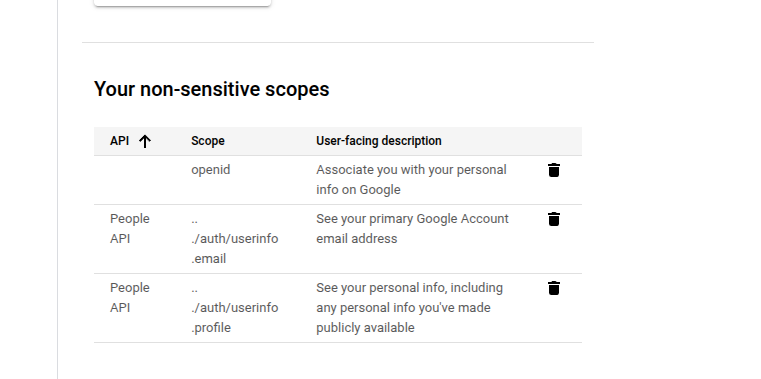 Your non-sensitive scopes
API Scope User-facing description
openid Associate you with your personal
info on Google
People .. See your primary Google Account
API ./auth/userinfo email address
.email
People .. See your personal info, including
API ./auth/userinfo any personal info you've made
.profile publicly available